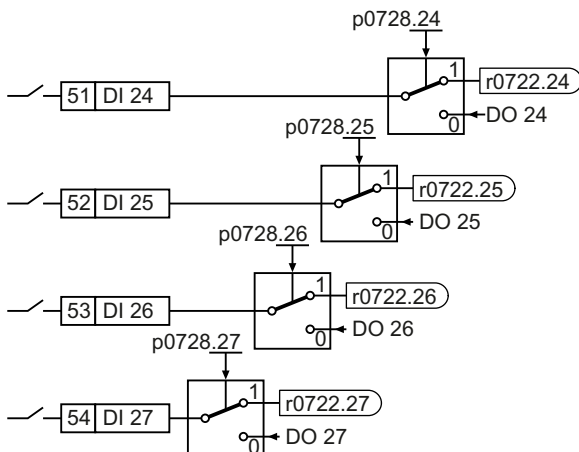 p0728.24
51 DI 24 1 r0722.24
0 DO 24
p0728.25
52 DI 25 1 r0722.25
0 DO 25
p0728.26
53 DI 26 1 r0722.26
0 DO 26
p0728.27
54 DI 27 1 r0722.27
0 DO 27